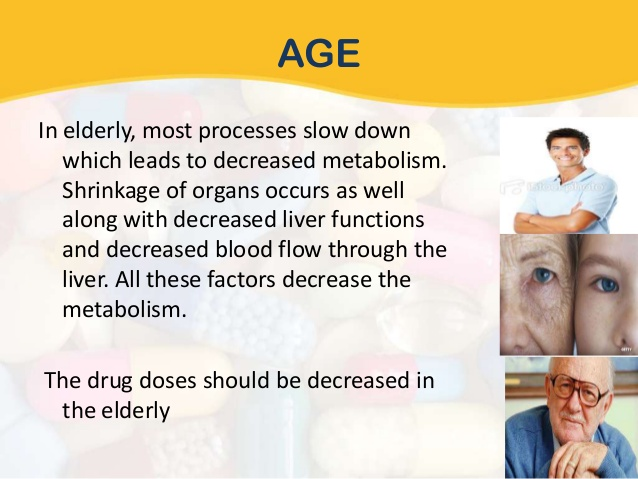 AGE
In elderly, most processes slow down
which leads to decreased metabolism.
Shrinkage of organs occurs as well
along with decreased liver functions
and decreased blood flow through the
liver. All these factors decrease the
metabolism.
The drug doses should be decreased in
the elderly